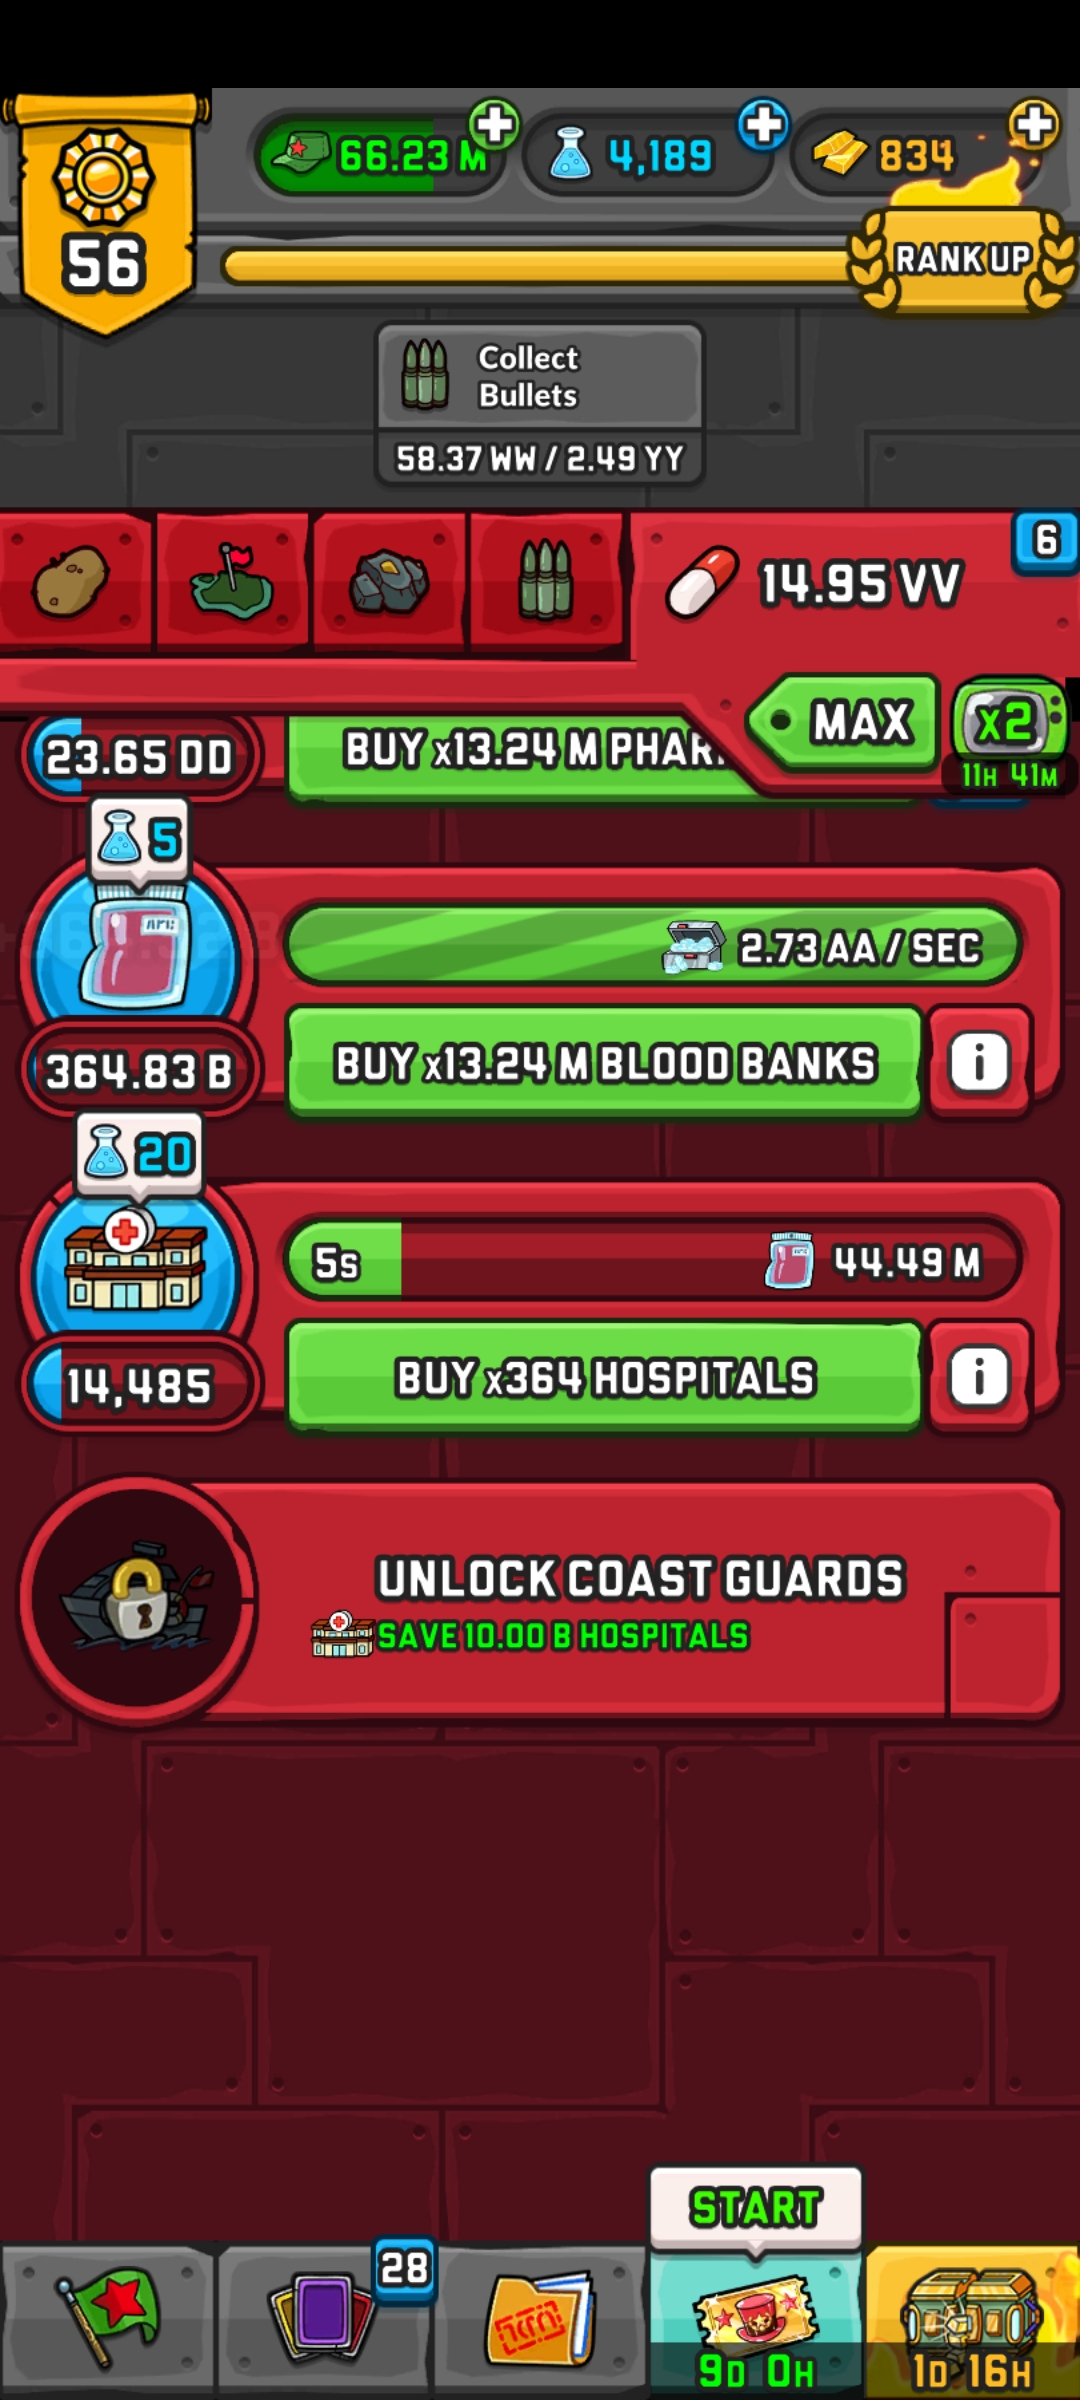 66.23 M
4,189
834
56
RANK UP
Collect
Bullets
58.37 WW / 2.49 YY
6
14.95 VV
MAX
x2
11H 41M
23.65 DD
BUY x13.24 M PHAR
5
2.73 AA / SEC
364.83 B
BUY x13.24 M BLOOD BANKS
i
20
5s
44.49 M
14,485
BUY x364 HOSPITALS
i
UNLOCK COAST GUARDS
SAVE 10.00 B HOSPITALS
START
28
9D 0H
1D 16H